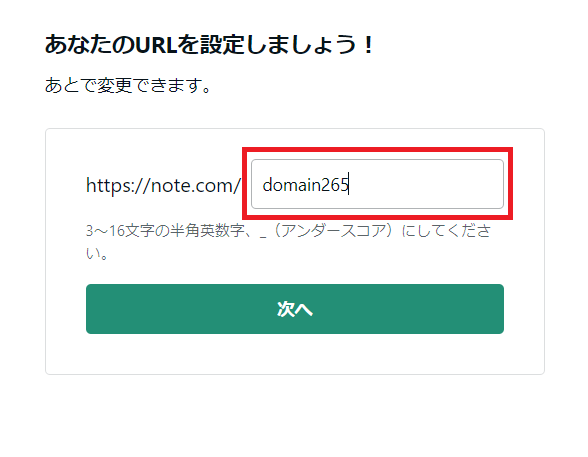 あなたのURLを設定しましょう！
あとで変更できます。
https://note.com/ domain265
3〜16文字の半角英数字、_（アンダースコア）にしてくださ
い。
次へ